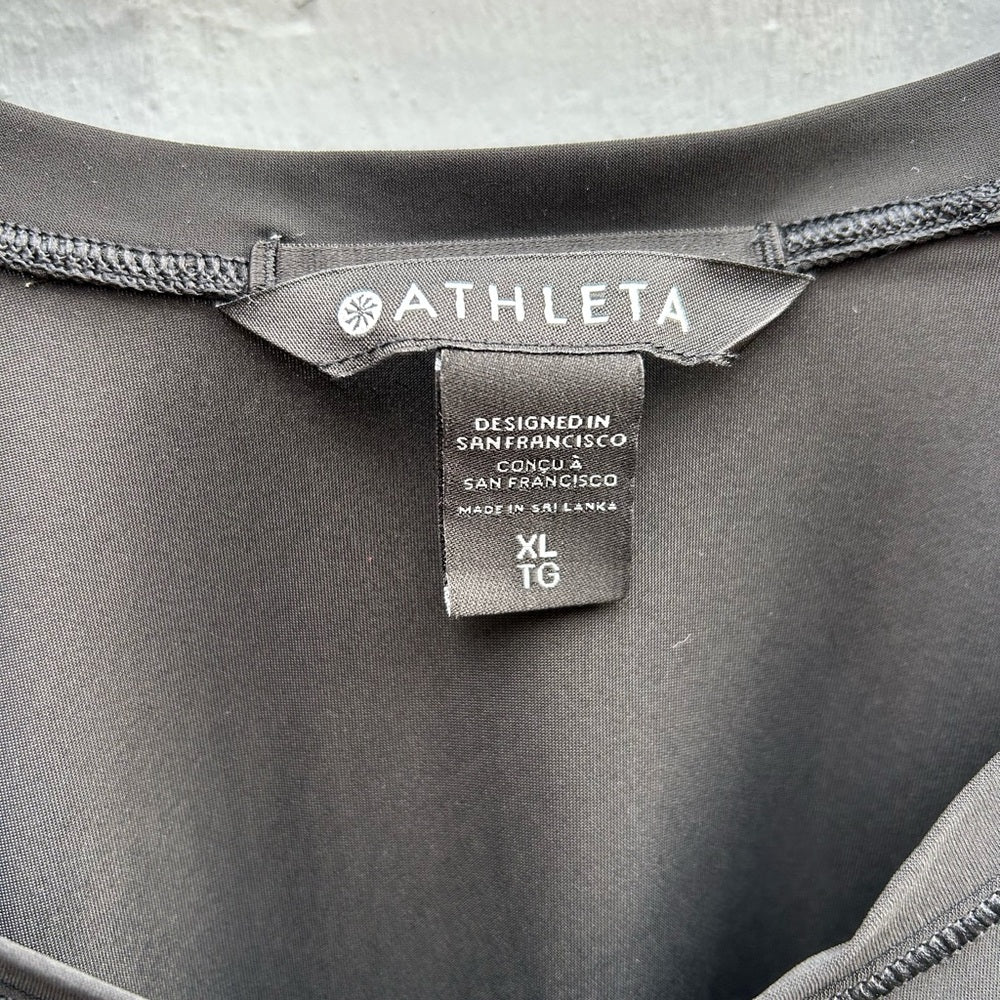 ATHLETA
DESIGNED IN
SAN FRANCISCO
CONÇU À
SAN FRANCISCO
MADE IN SRI LANKA
XL
TG